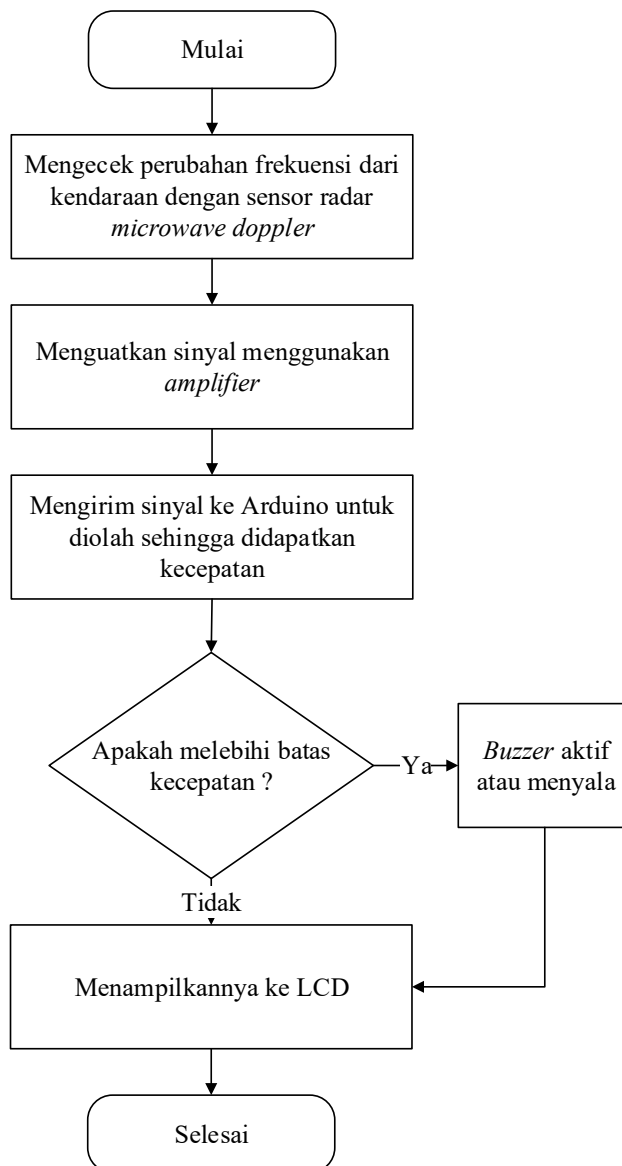 Mulai
Mengecek perubahan frekuensi dari
kendaraan dengan sensor radar
microwave doppler
Menguatkan sinyal menggunakan
amplifier
Mengirim sinyal ke Arduino untuk
diolah sehingga didapatkan
kecepatan
Apakah melebihi batas
kecepatan ?
Ya
Buzzer aktif
atau menyala
Tidak
Menampilkannya ke LCD
Selesai